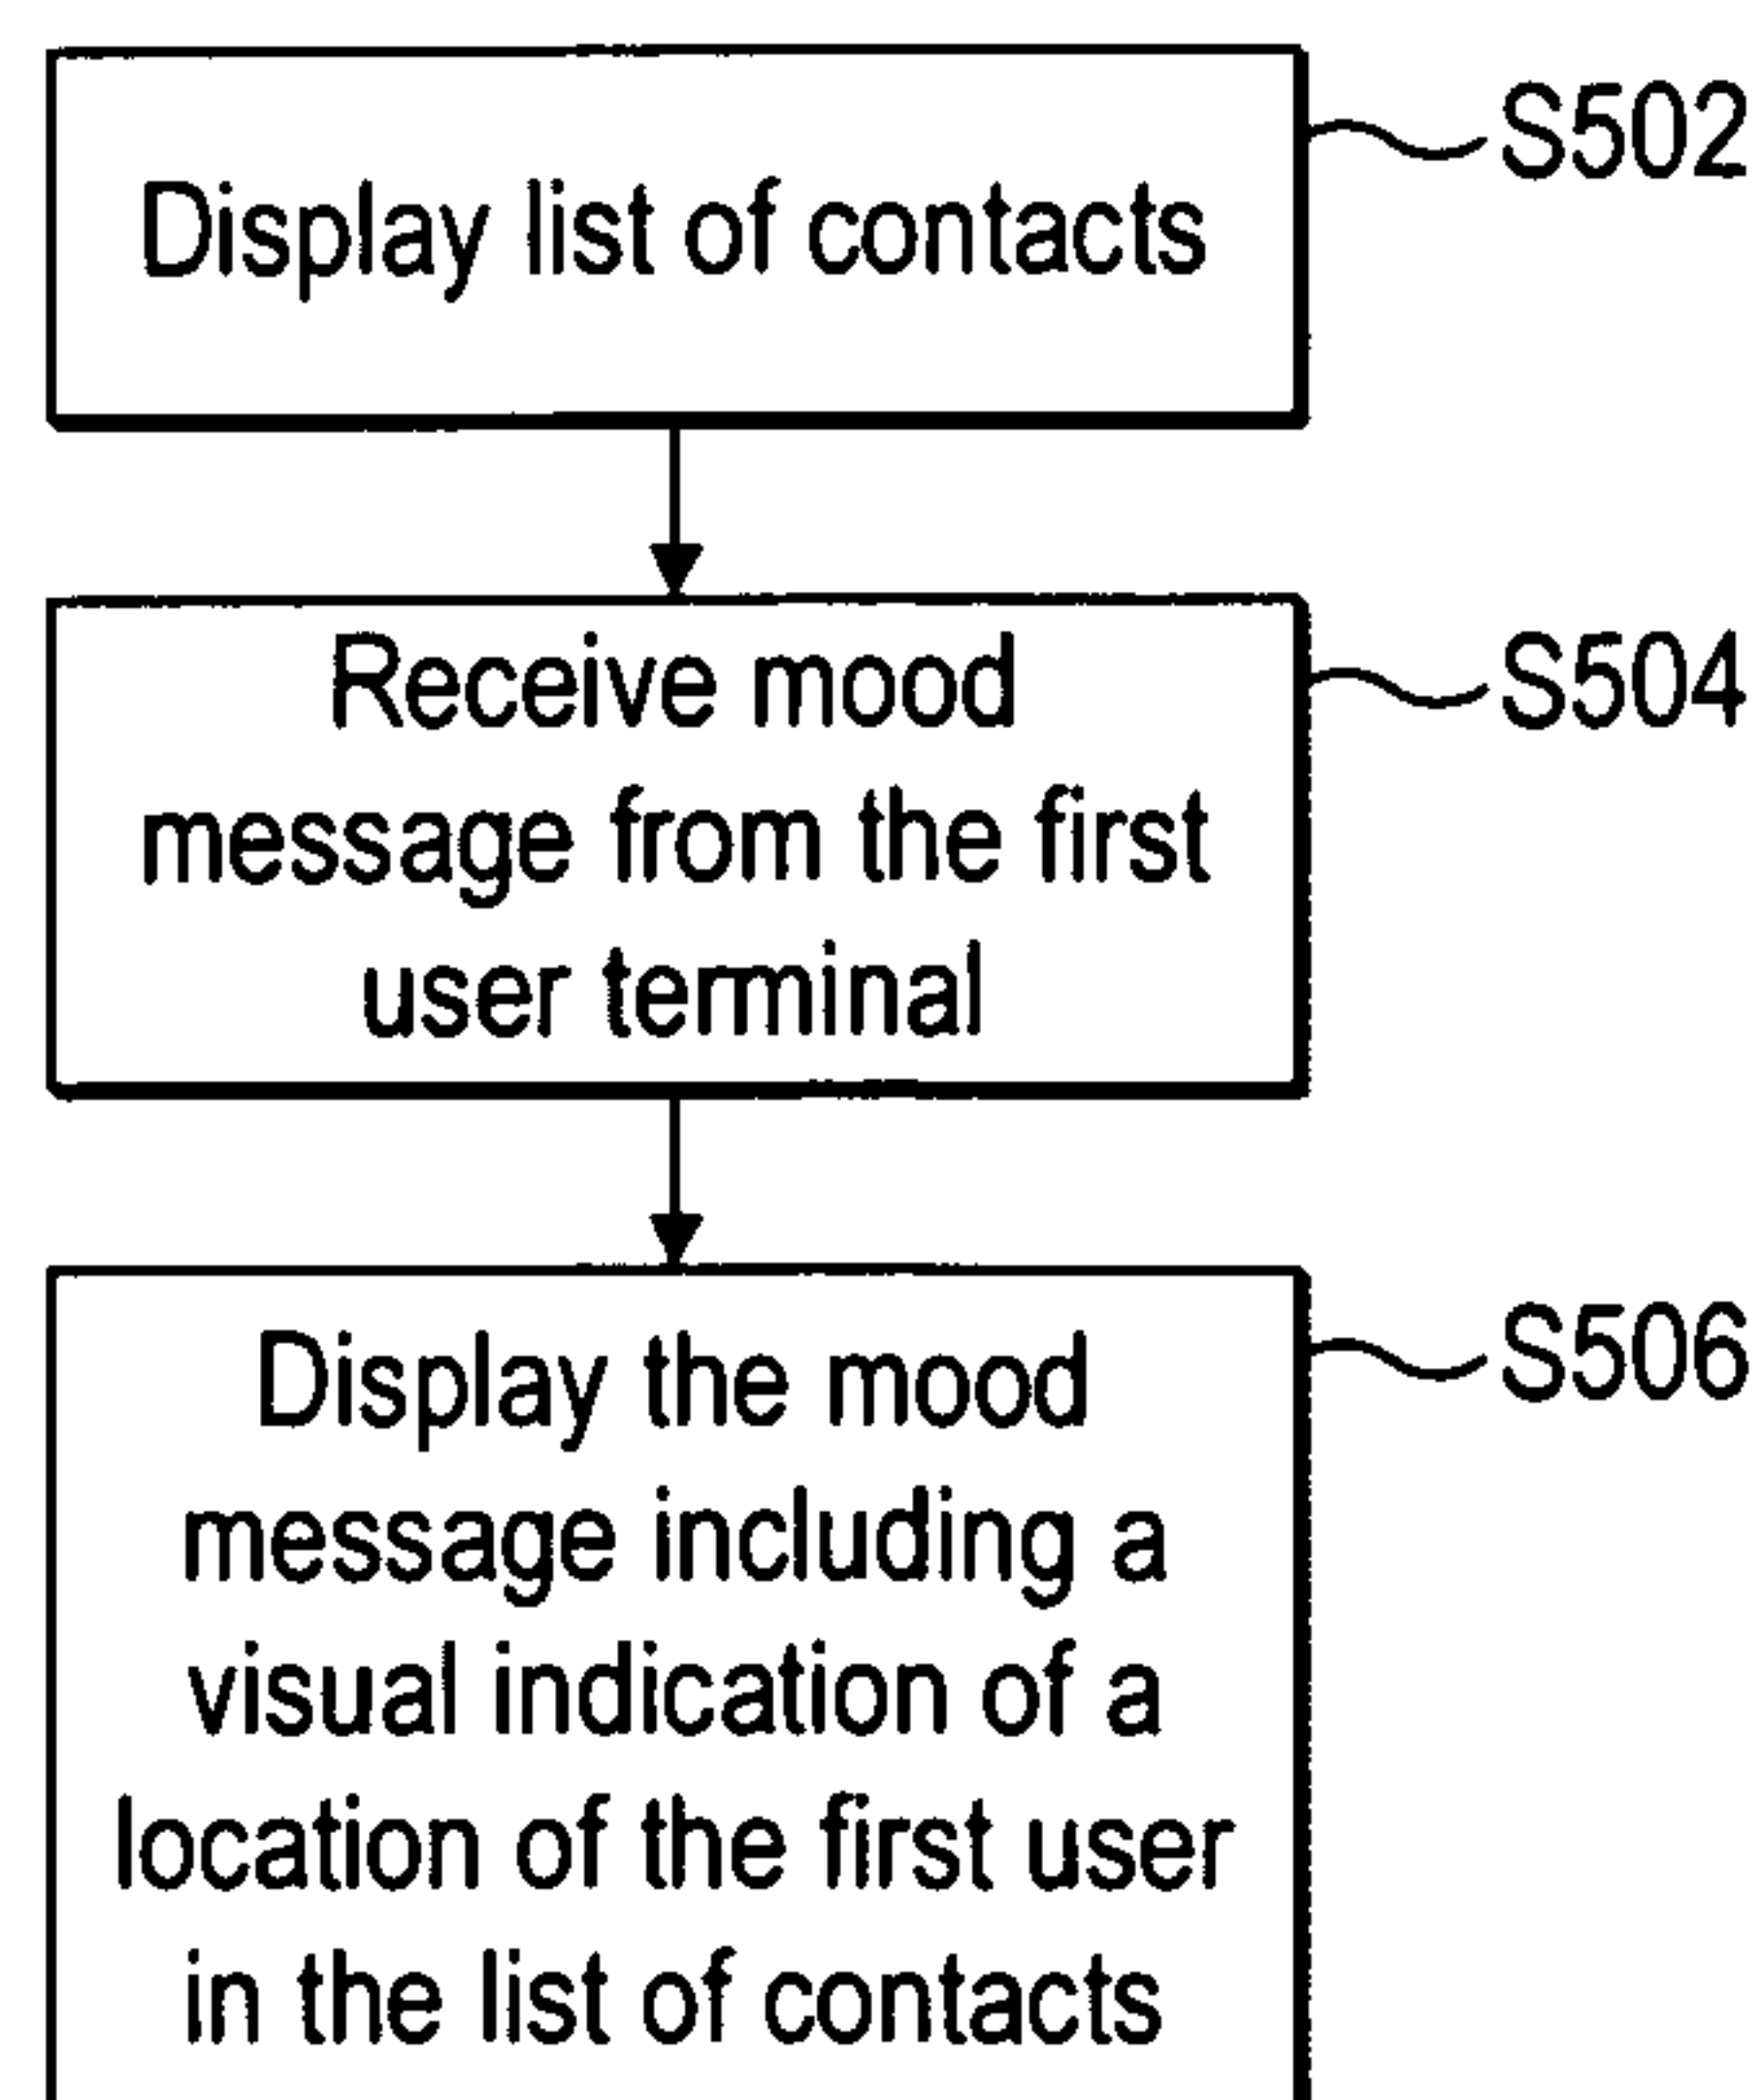 Display list of contacts
S502
Receive mood
message from the first
user terminal
S504
Display the mood
message including a
visual indication of a
location of the first user
in the list of contacts
S506